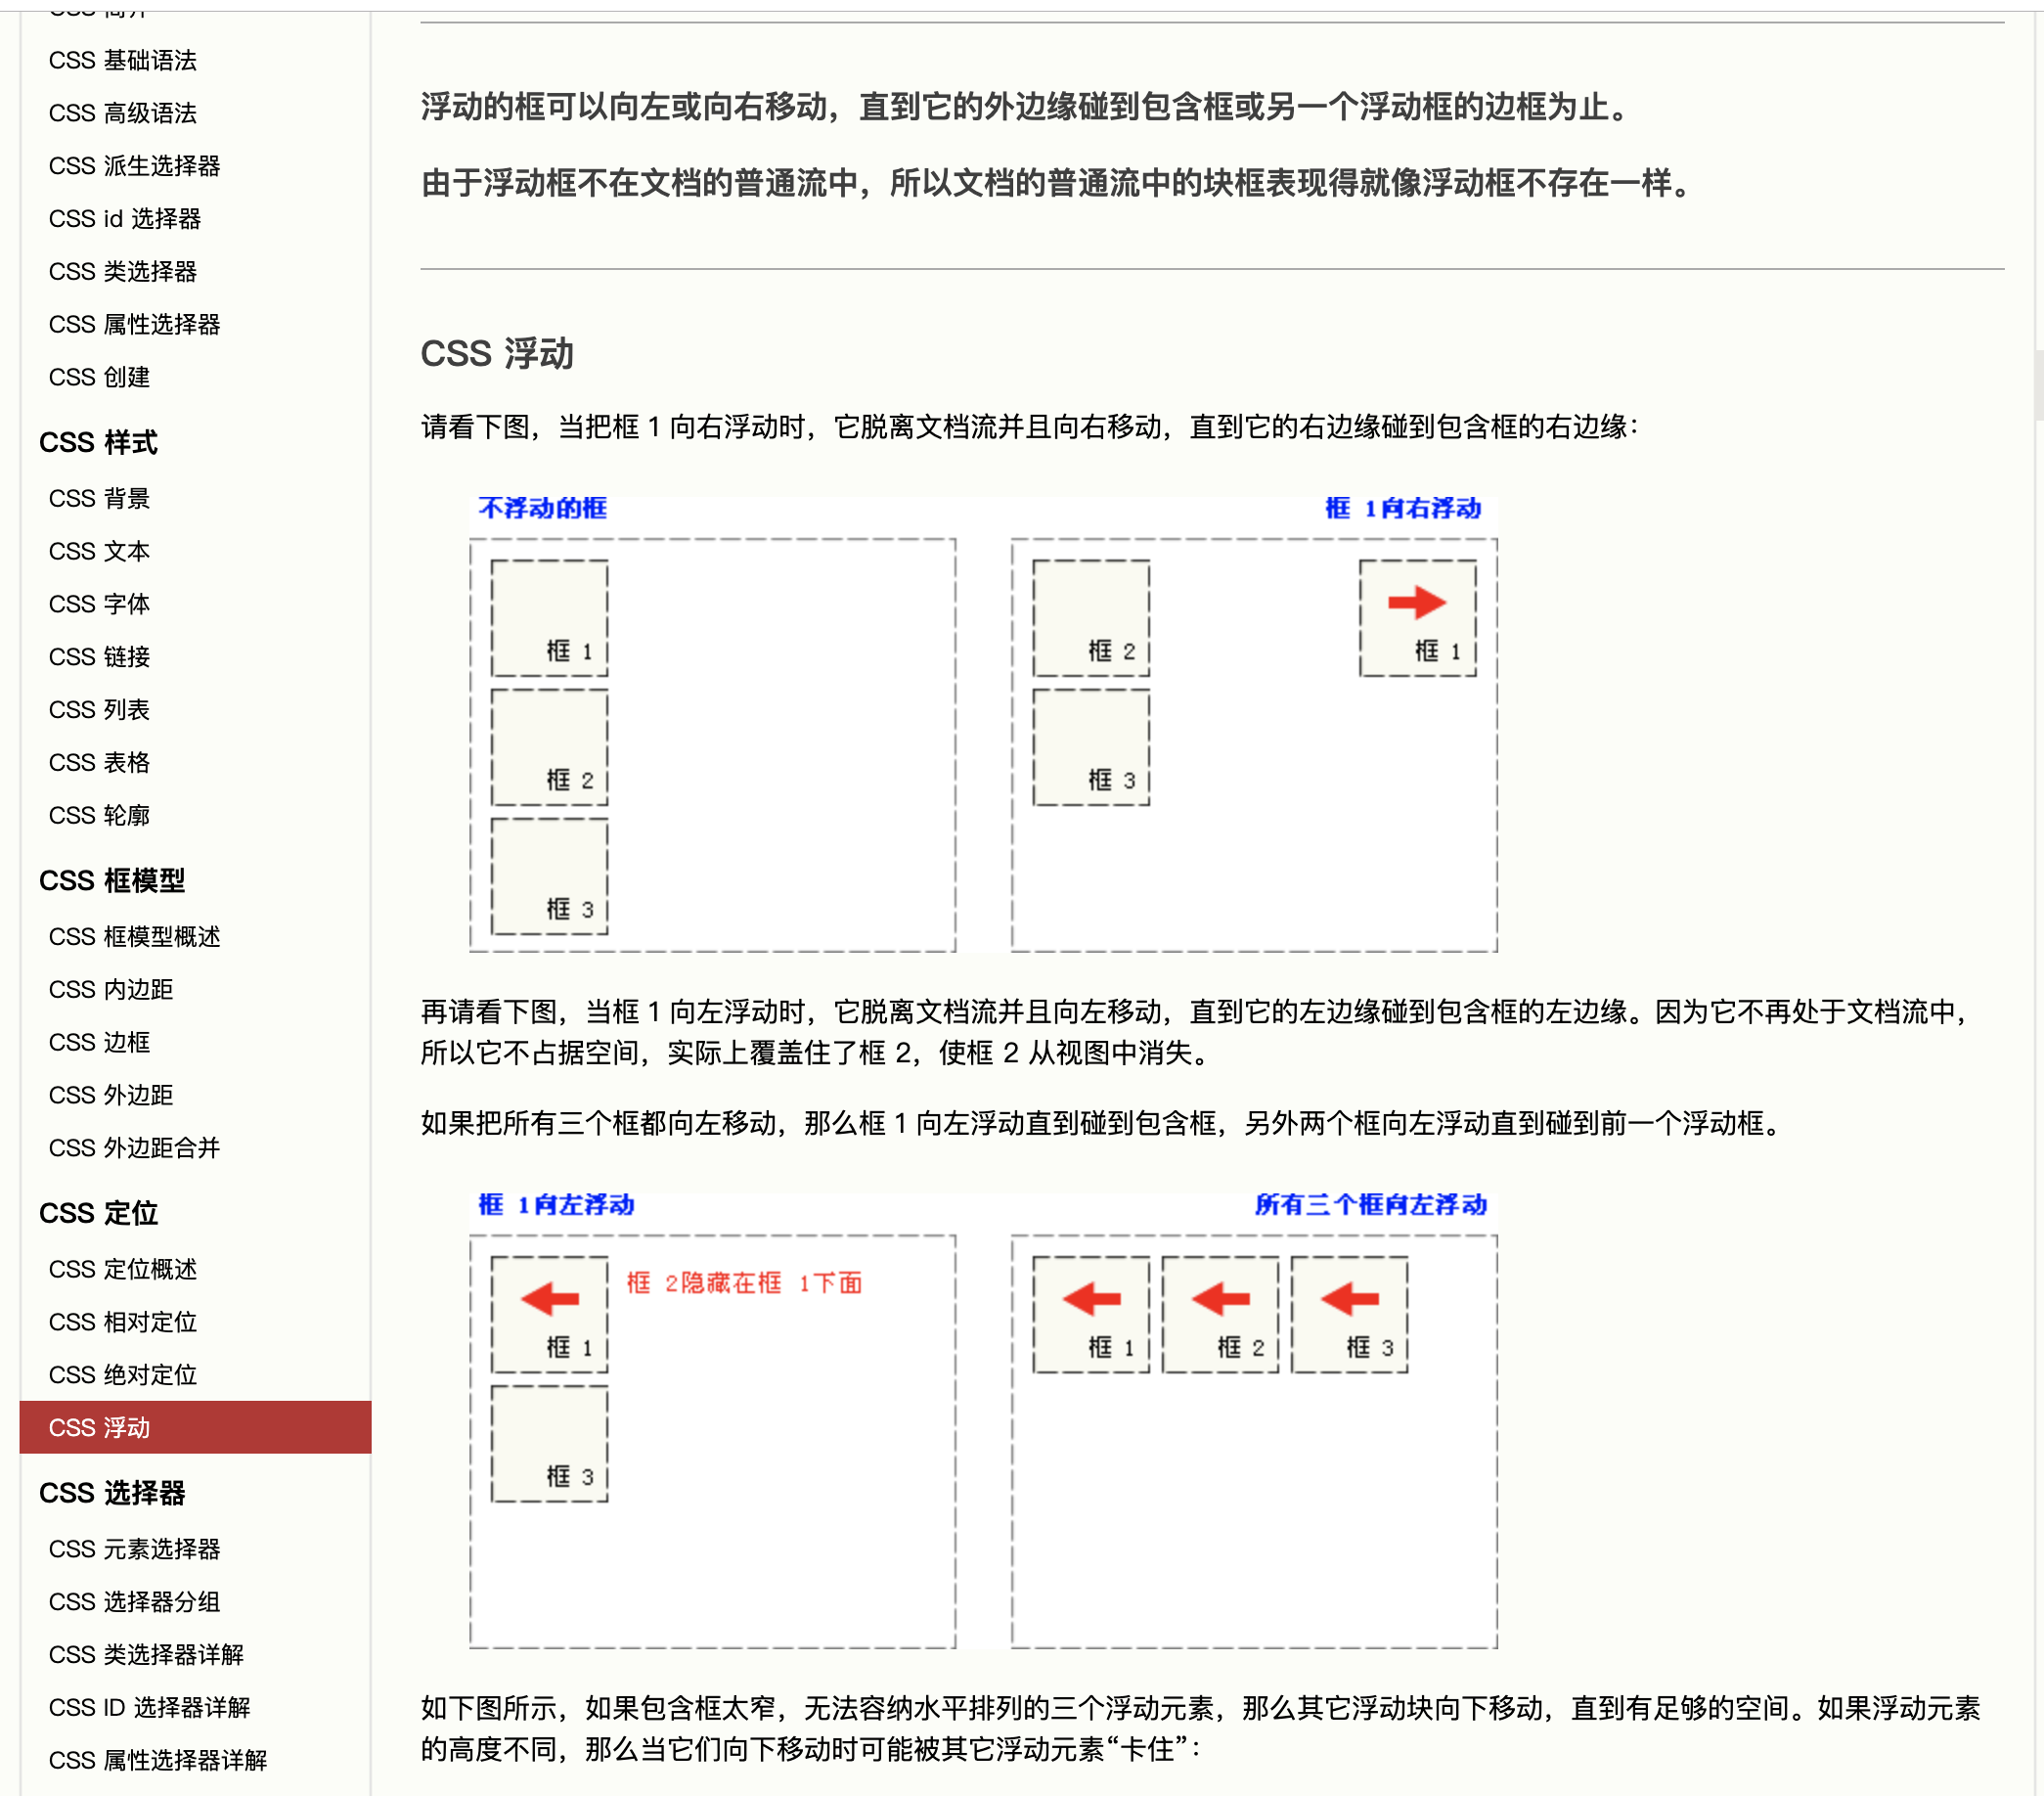 CSS 简介
CSS 基础语法
CSS 高级语法
CSS 派生选择器
CSS id 选择器
CSS 类选择器
CSS 属性选择器
CSS 创建
CSS 样式
CSS 背景
CSS 文本
CSS 字体
CSS 链接
CSS 列表
CSS 表格
CSS 轮廓
CSS 框模型
CSS 框模型概述
CSS 内边距
CSS 边框
CSS 外边距
CSS 外边距合并
CSS 定位
CSS 定位概述
CSS 相对定位
CSS 绝对定位
CSS 浮动
CSS 选择器
CSS 元素选择器
CSS 选择器分组
CSS 类选择器详解
CSS ID 选择器详解
CSS 属性选择器详解
浮动的框可以向左或向右移动，直到它的外边缘碰到包含框或另一个浮动框的边框为止。
由于浮动框不在文档的普通流中，所以文档的普通流中的块框表现得就像浮动框不存在一样。
CSS 浮动
请看下图，当把框 1 向右浮动时，它脱离文档流并且向右移动，直到它的右边缘碰到包含框的右边缘：
不浮动的框
框 1
框 2
框 3
框 1向右浮动
框 2
框 1
框 3
再请看下图，当框 1 向左浮动时，它脱离文档流并且向左移动，直到它的左边缘碰到包含框的左边缘。因为它不再处于文档流中，
所以它不占据空间，实际上覆盖住了框 2，使框 2 从视图中消失。
如果把所有三个框都向左移动，那么框 1 向左浮动直到碰到包含框，另外两个框向左浮动直到碰到前一个浮动框。
框 1向左浮动
框 2隐藏在框 1下面
框 1
框 3
所有三个框向左浮动
框 1
框 2
框 3
如下图所示，如果包含框太窄，无法容纳水平排列的三个浮动元素，那么其它浮动块向下移动，直到有足够的空间。如果浮动元素
的高度不同，那么当它们向下移动时可能被其它浮动元素“卡住”：